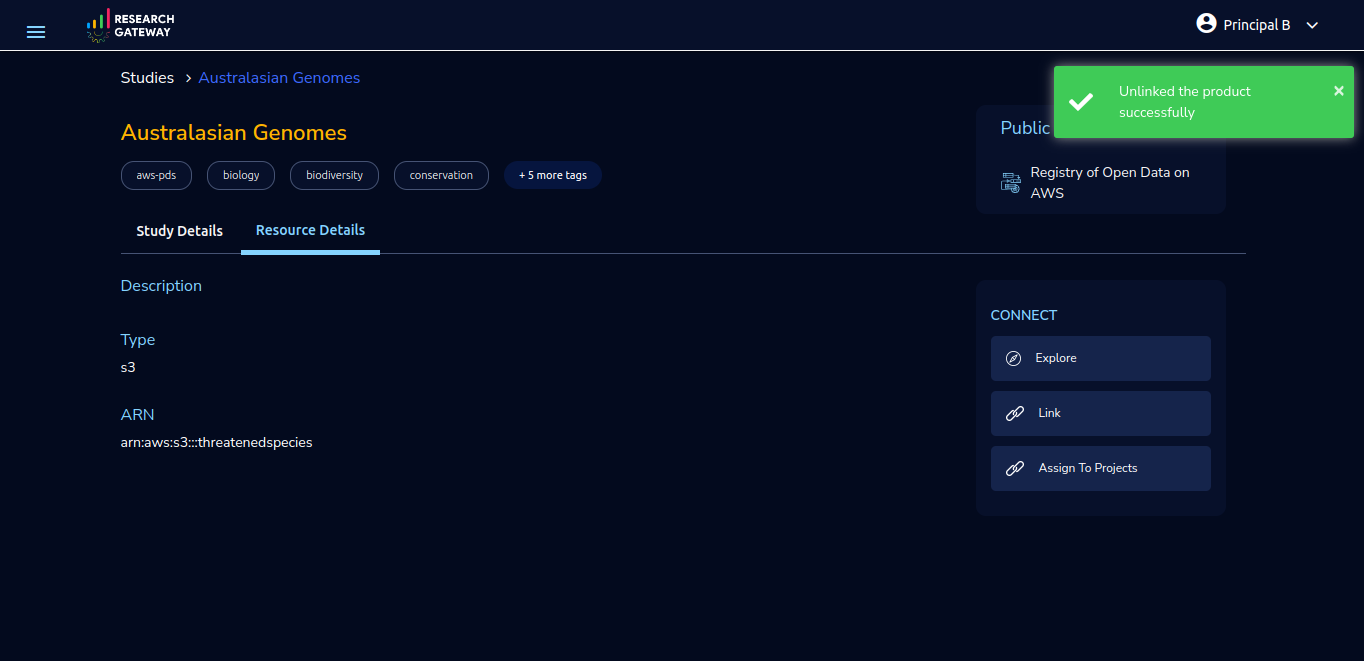 RESEARCH
GATEWAY
Principal B
Studies > Australasian Genomes
Unlinked the product
successfully
Australasian Genomes
Public
aws-pds
biology
biodiversity
conservation
+ 5 more tags
Registry of Open Data on
AWS
Study Details
Resource Details
Description
CONNECT
Type
s3
Explore
Link
ARN
arn:aws:s3:::threatenedspecies
Assign To Projects